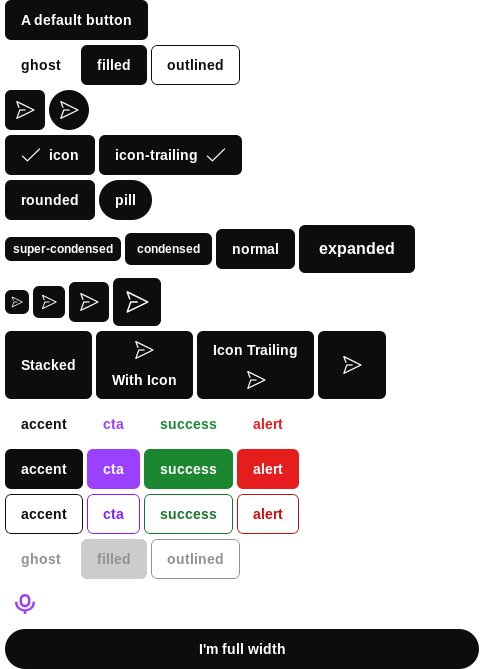 A default button
ghost filled outlined
icon icon-trailing
rounded pill
super-condensed condensed normal expanded
Stacked With Icon Icon Trailing
accent cta success alert
accent cta success alert
accent cta success alert
ghost filled outlined
I'm full width